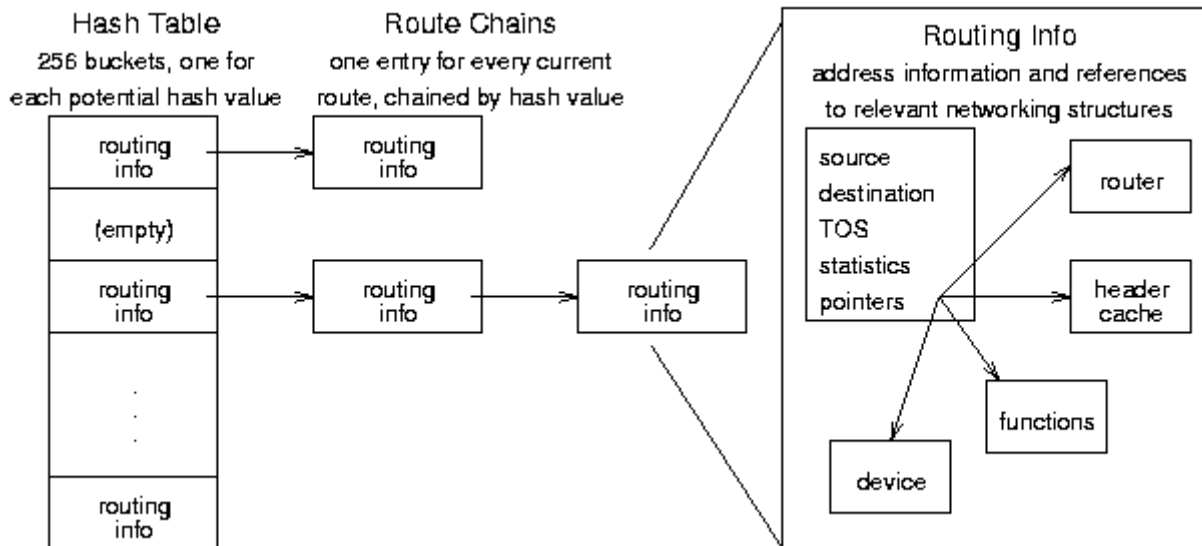 Hash Table
256 buckets, one for
each potential hash value
routing
info
(empty)
routing
info
.
.
.
routing
info
Route Chains
one entry for every current
route, chained by hash value
routing
info
routing
info
routing
info
Routing Info
address information and references
to relevant networking structures
source
destination
TOS
statistics
pointers
router
header
cache
functions
device